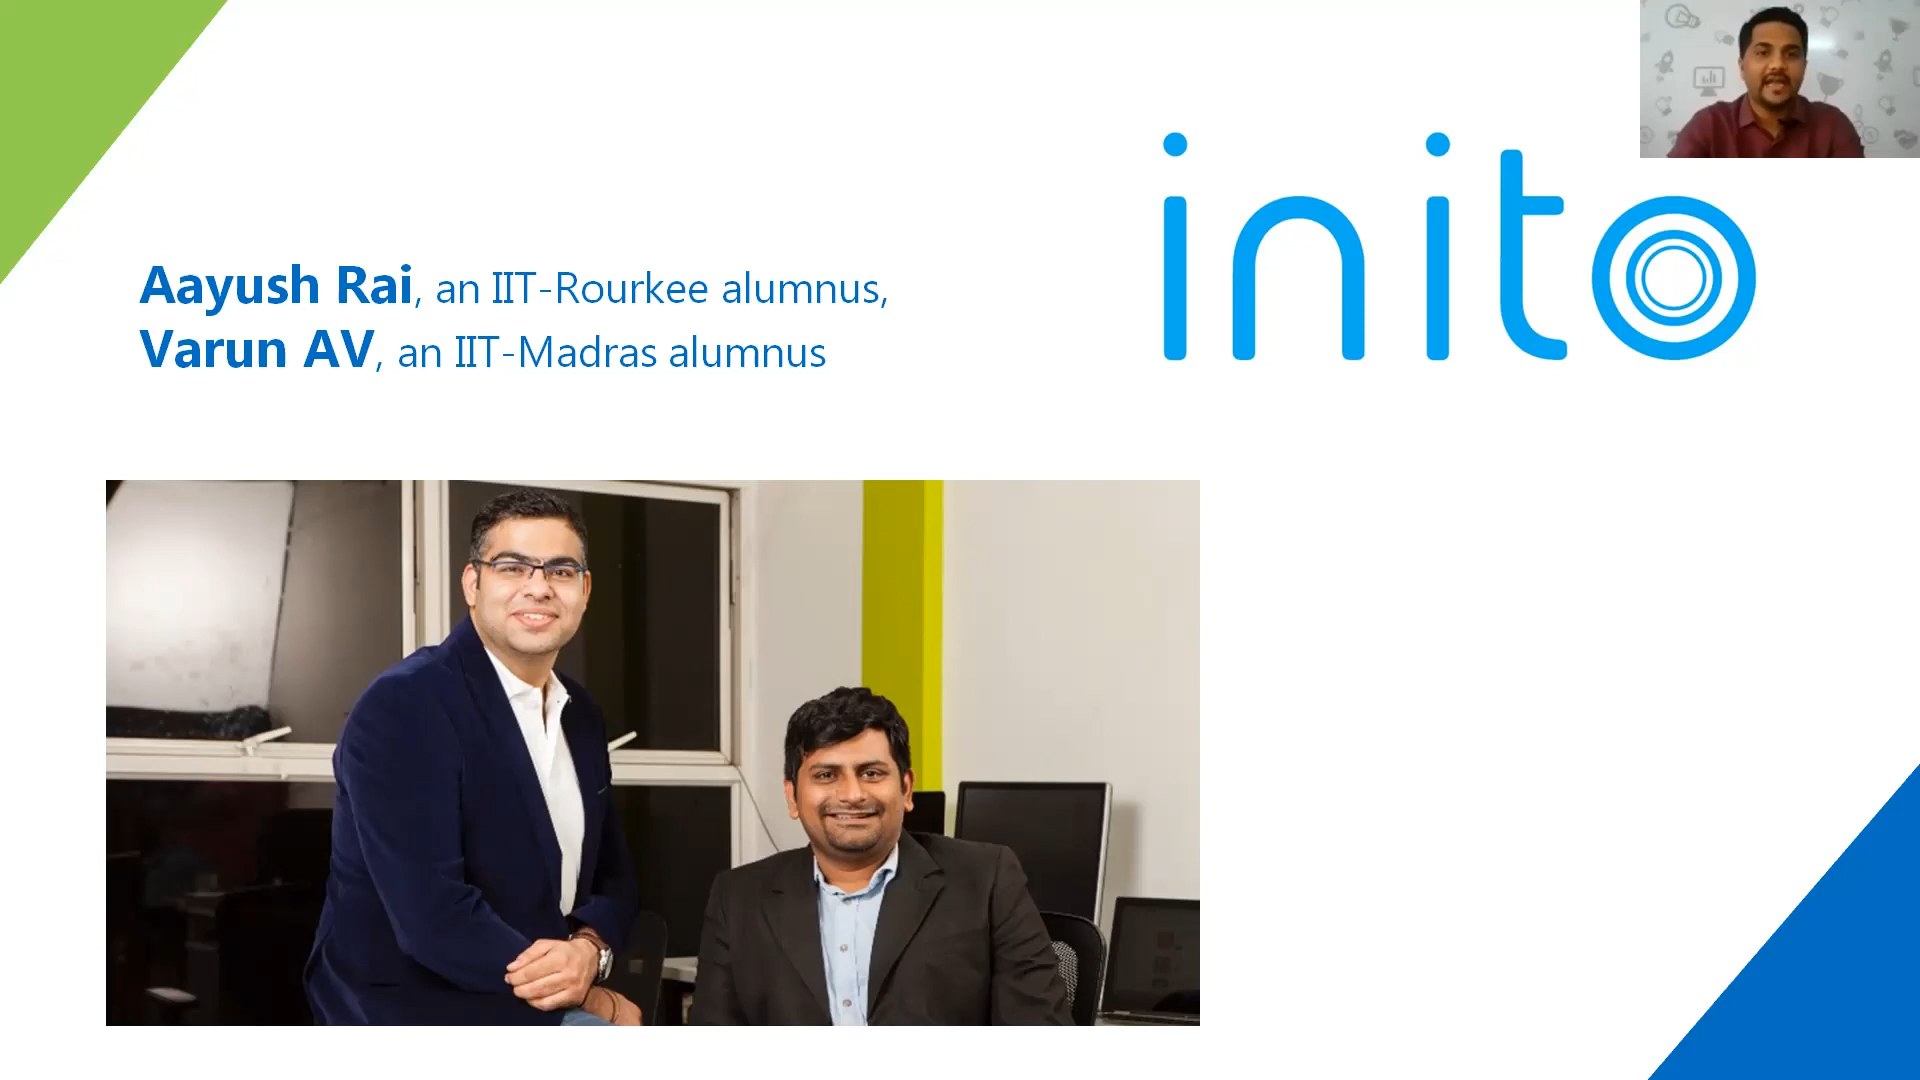 inito
Aayush Rai, an IIT-Rourkee alumnus,
Varun AV, an IIT-Madras alumnus